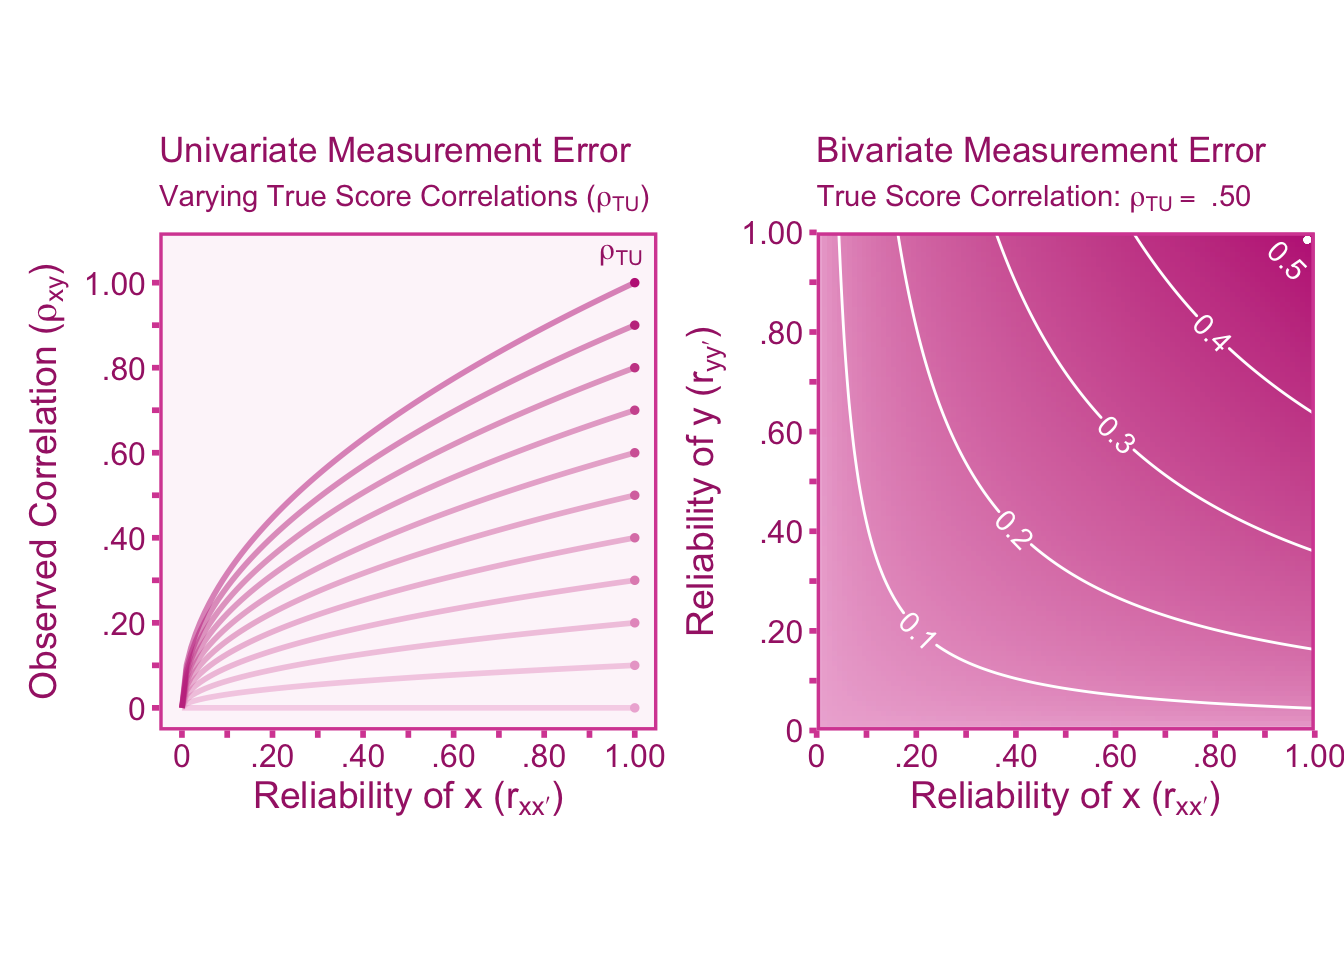 Univariate Measurement Error
Varying True Score Correlations (ρTU)
ρTU
Observed Correlation (ρxy)
1.00
.80
.60
.40
.20
0
0 .20 .40 .60 .80 1.00
Reliability of x (rxx′)
Bivariate Measurement Error
True Score Correlation: ρTU = .50
Reliability of y (ryy′)
1.00
.80
.60
.40
.20
0
0.5
0.4
0.3
0.2
0.1
0 .20 .40 .60 .80 1.00
Reliability of x (rxx′)